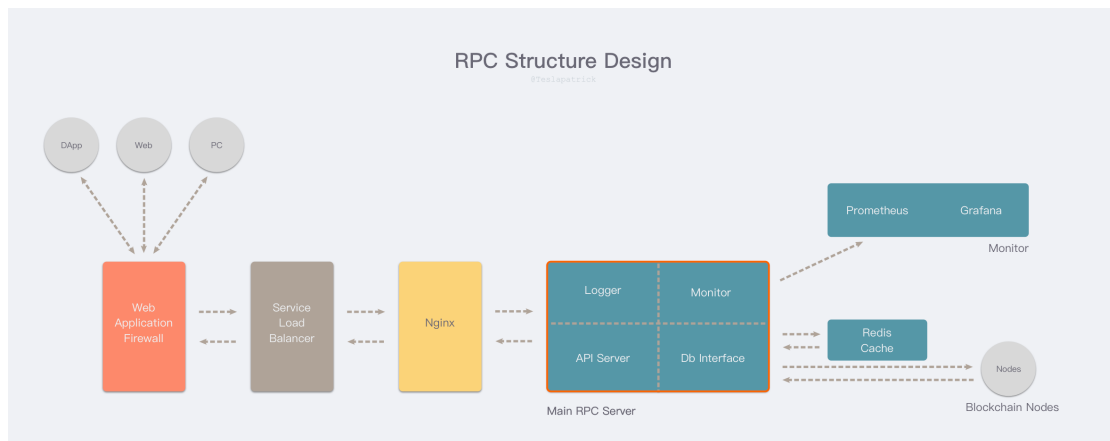 RPC Structure Design
@Teslapatrick
DApp
Web
PC
Prometheus
Grafana
Monitor
Web
Application
Firewall
Service
Load
Balancer
Nginx
Logger
Monitor
API Server
Db Interface
Main RPC Server
Redis
Cache
Nodes
Blockchain Nodes